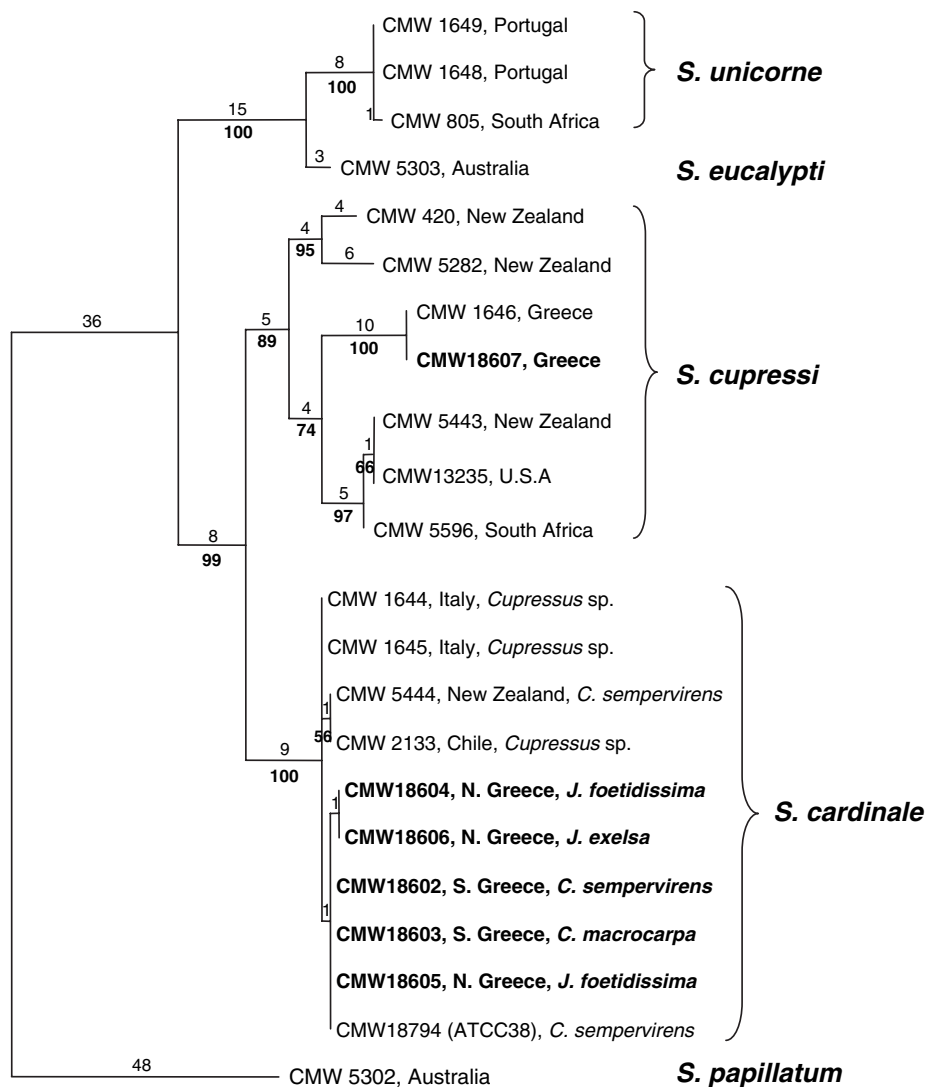 CMW 1649, Portugal
8
CMW 1648, Portugal
S. unicorne
100
15
1
CMW 805, South Africa
100
3
CMW 5303, Australia
S. eucalypti
4
CMW 420, New Zealand
4
95
6
CMW 5282, New Zealand
CMW 1646, Greece
36
5
10
89
100
CMW18607, Greece
S. cupressi
4
CMW 5443, New Zealand
74
1
66
CMW13235, U.S.A
5
97
CMW 5596, South Africa
8
99
CMW 1644, Italy, Cupressus sp.
CMW 1645, Italy, Cupressus sp.
CMW 5444, New Zealand, C. sempervirens
1
56
CMW 2133, Chile, Cupressus sp.
9
100
CMW18604, N. Greece, J. foetidissima
1
S. cardinale
CMW18606, N. Greece, J. exelsa
CMW18602, S. Greece, C. sempervirens
1
CMW18603, S. Greece, C. macrocarpa
CMW18605, N. Greece, J. foetidissima
CMW18794 (ATCC38), C. sempervirens
48
CMW 5302, Australia
S. papillatum